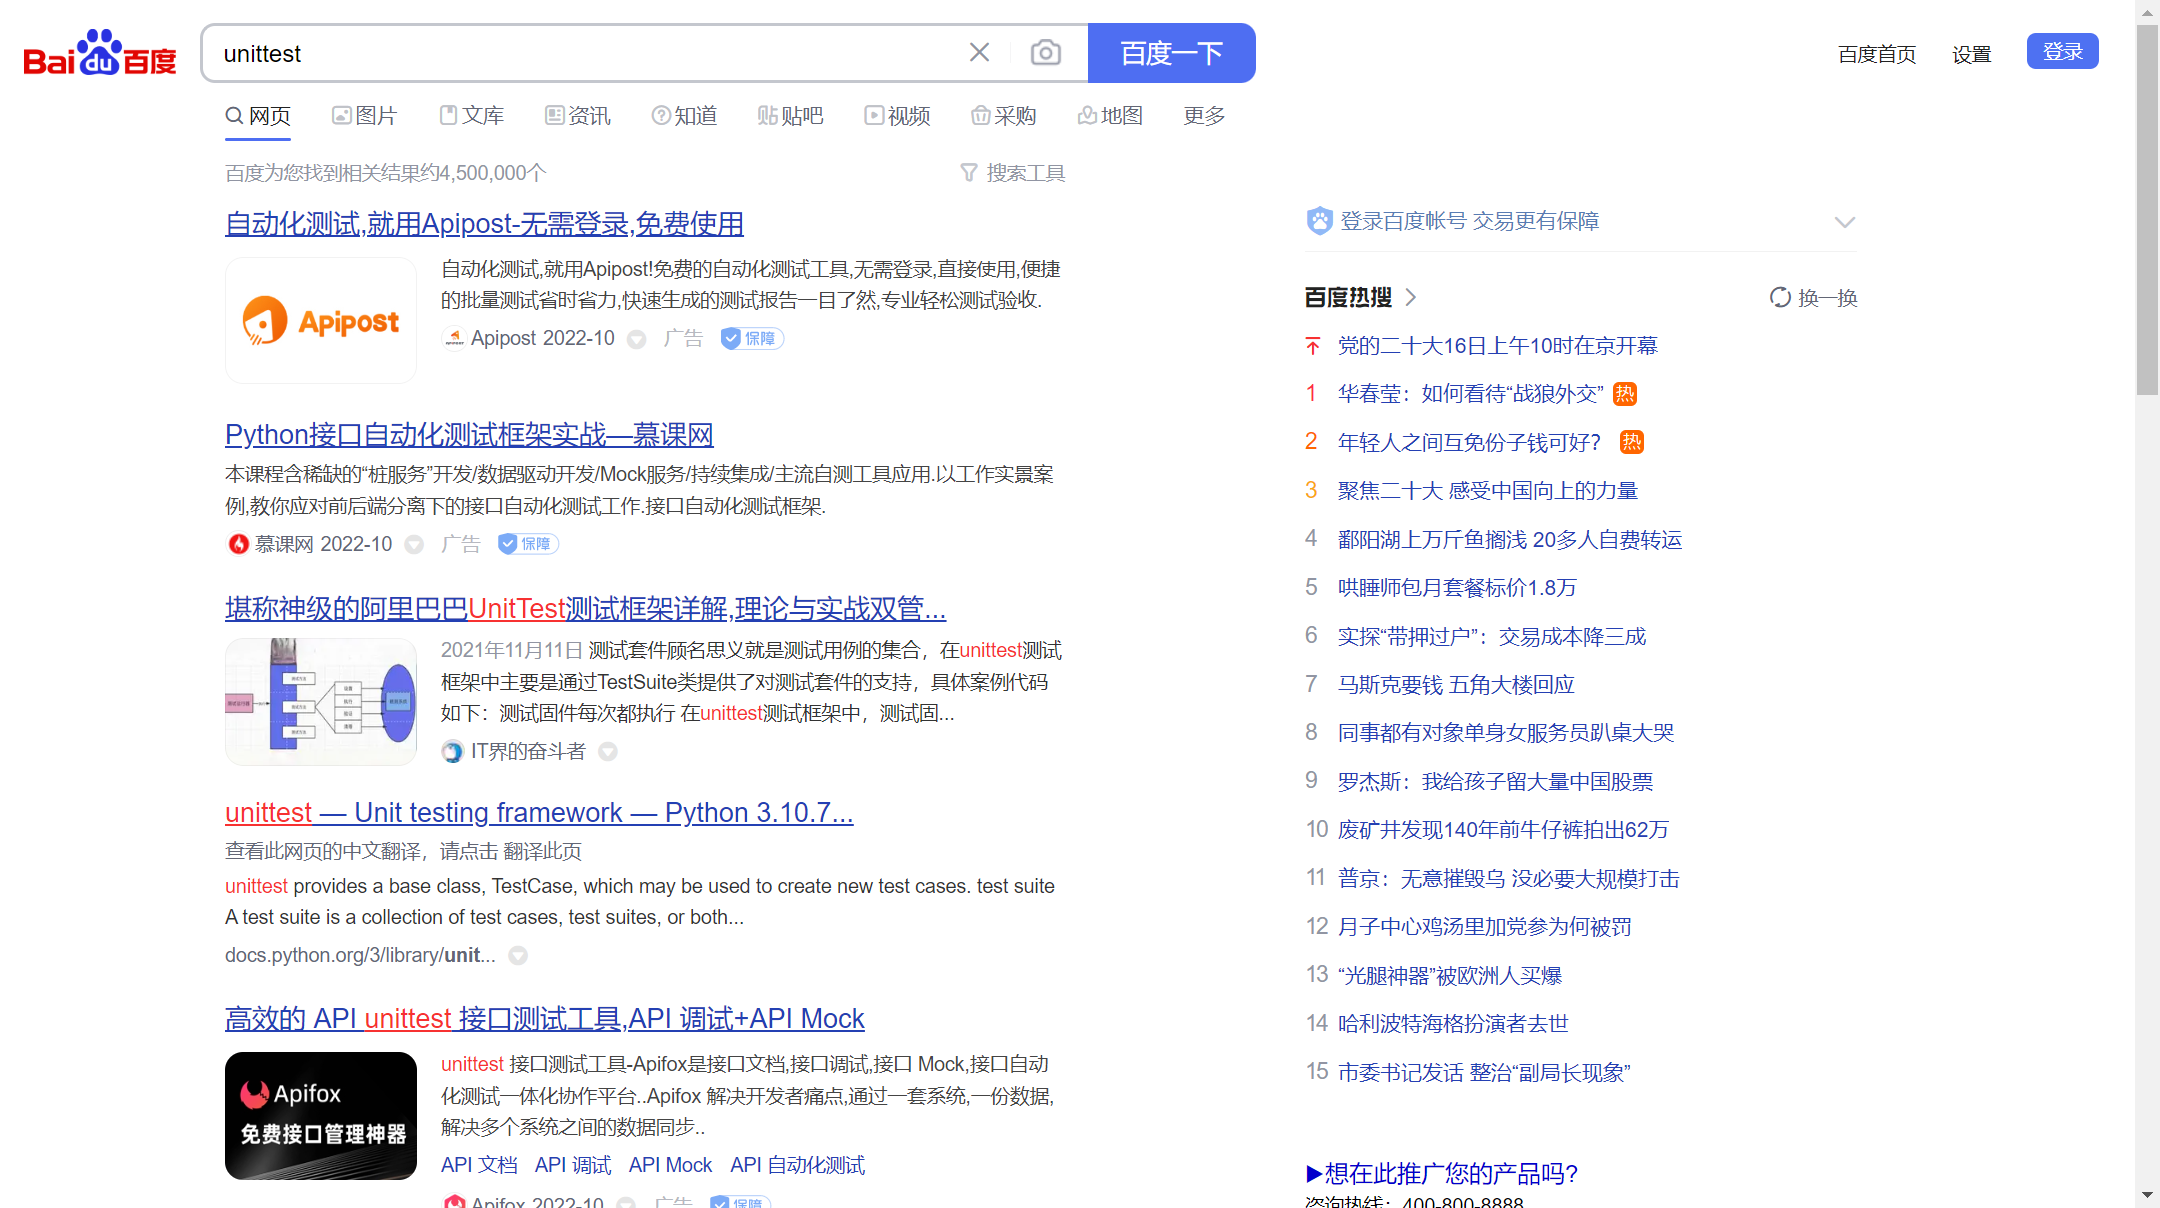 Bai du 百度
unittest
百度一下
百度首页 设置 登录
网页 图片 文库 资讯 知道 贴吧 视频 采购 地图 更多
百度为您找到相关结果约4,500,000个
搜索工具
自动化测试,就用Apipost-无需登录,免费使用
Apipost
自动化测试,就用Apipost!免费的自动化测试工具,无需登录,直接使用,便捷
的批量测试省时省力,快速生成的测试报告一目了然,专业轻松测试验收.
Apipost 2022-10 广告 保障
Python接口自动化测试框架实战—慕课网
本课程含稀缺的“桩服务”开发/数据驱动开发/Mock服务/持续集成/主流自测工具应用.以工作实景案
例,教你应对前后端分离下的接口自动化测试工作.接口自动化测试框架.
慕课网 2022-10 广告 保障
堪称神级的阿里巴巴UnitTest测试框架详解,理论与实战双管...
2021年11月11日 测试套件顾名思义就是测试用例的集合，在unittest测试
框架中主要是通过TestSuite类提供了对测试套件的支持，具体案例代码
如下：测试固件每次都执行 在unittest测试框架中，测试固...
IT界的奋斗者
unittest — Unit testing framework — Python 3.10.7...
查看此网页的中文翻译，请点击 翻译此页
unittest provides a base class, TestCase, which may be used to create new test cases. test suite
A test suite is a collection of test cases, test suites, or both...
docs.python.org/3/library/unit...
高效的 API unittest 接口测试工具,API 调试+API Mock
Apifox
免费接口管理神器
unittest 接口测试工具-Apifox是接口文档,接口调试,接口 Mock,接口自动
化测试一体化协作平台..Apifox 解决开发者痛点,通过一套系统,一份数据,
解决多个系统之间的数据同步..
API 文档 API 调试 API Mock API 自动化测试
Apifox 2022-10 广告 保障
登录百度帐号 交易更有保障
百度热搜
换一换
党的二十大16日上午10时在京开幕
1 华春莹：如何看待“战狼外交” 热
2 年轻人之间互免份子钱可好？ 热
3 聚焦二十大 感受中国向上的力量
4 鄱阳湖上万斤鱼搁浅 20多人自费转运
5 哄睡师包月套餐标价1.8万
6 实探“带押过户”：交易成本降三成
7 马斯克要钱 五角大楼回应
8 同事都有对象单身女服务员趴桌大哭
9 罗杰斯：我给孩子留大量中国股票
10 废矿井发现140年前牛仔裤拍出62万
11 普京：无意摧毁乌 没必要大规模打击
12 月子中心鸡汤里加党参为何被罚
13 “光腿神器”被欧洲人买爆
14 哈利波特海格扮演者去世
15 市委书记发话 整治“副局长现象”
▶想在此推广您的产品吗?
咨询热线：400-800-8888